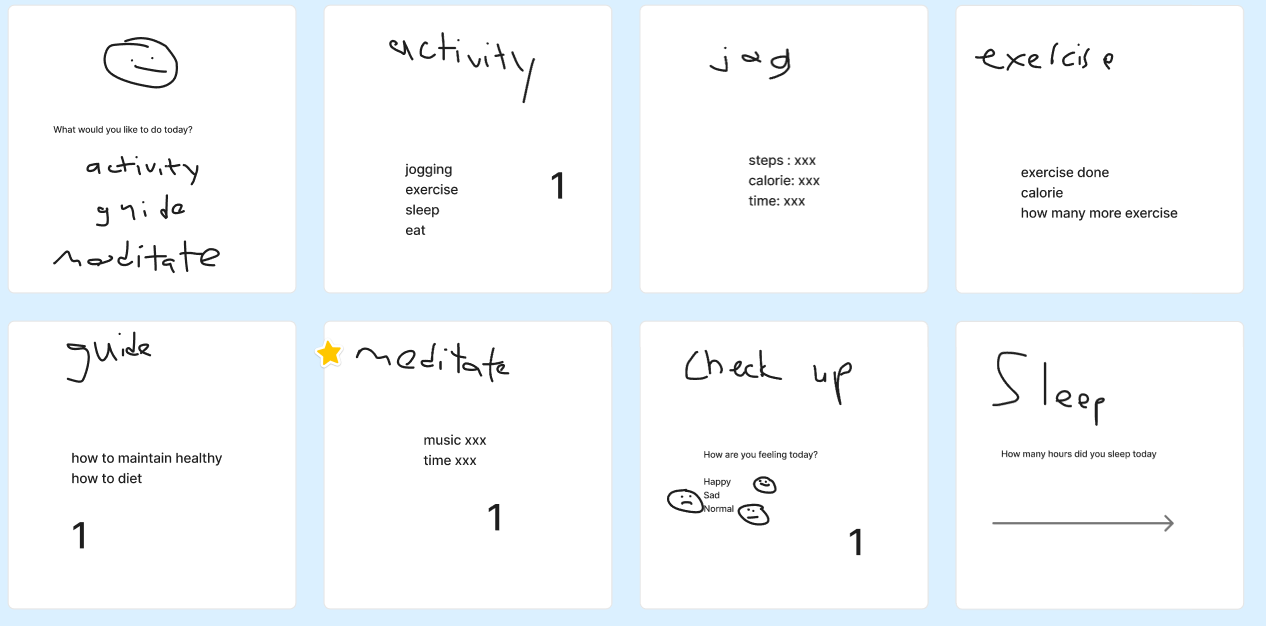 What would you like to do today?
activity
guide
meditate
activity
jogging
exercise
sleep
eat
1
jog
steps : xxx
calorie: xxx
time: xxx
exercise
exercise done
calorie
how many more exercise
guide
how to maintain healthy
how to diet
1
meditate
music xxx
time xxx
1
Check up
How are you feeling today?
Happy
Sad
Normal
1
Sleep
How many hours did you sleep today